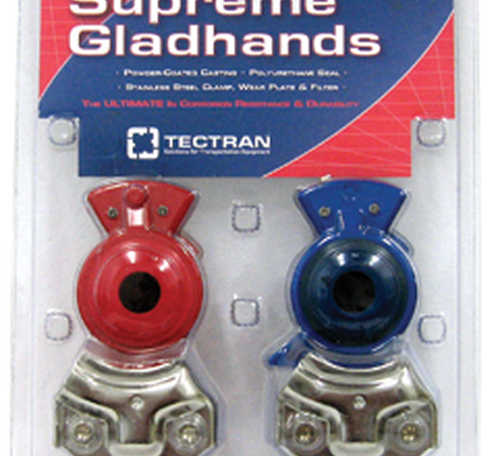 Supreme
Gladhands
· Powder-Coated Casting · Polyurethane Seal ·
· Stainless Steel Clamp, Wear Plate & Filter ·
The ULTIMATE in Corrosion Resistance & Durability
TECTRAN
Solutions for Transportation Equipment